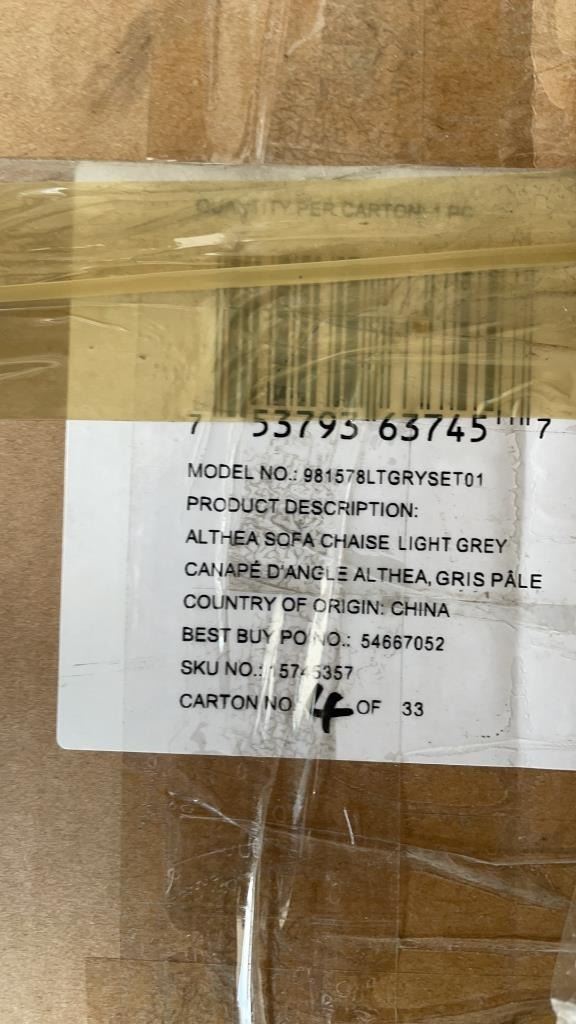 QUANTITY PER CARTON: 1 PC
7 53793 63745 7
MODEL NO.: 981578LTGRYSET01
PRODUCT DESCRIPTION:
ALTHEA SOFA CHAISE LIGHT GREY
CANAPÉ D'ANGLE ALTHEA, GRIS PÂLE
COUNTRY OF ORIGIN: CHINA
BEST BUY PO NO.: 54667052
SKU NO.: 15745357
CARTON NO. 4 OF 33